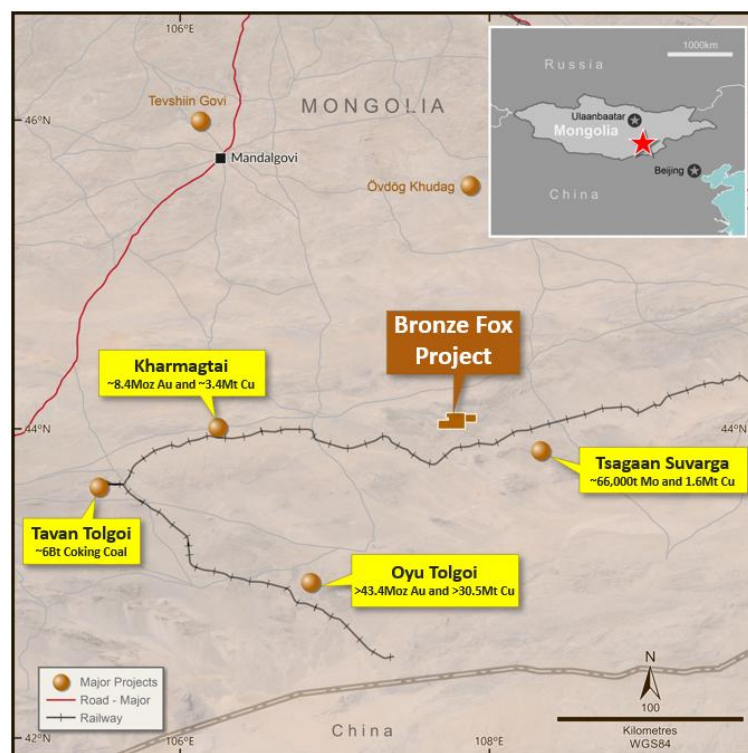 106°E
108°E
1000km
Russia
Ulaanbaatar
Mongolia
Beijing
China
Tevshiin Govi
MONGOLIA
46°N
Mandalgovi
Övdög Khudag
Bronze Fox
Project
Kharmagtai
~8.4Moz Au and ~3.4Mt Cu
44°N
44°N
Tsagaan Suvarga
~66,000t Mo and 1.6Mt Cu
Tavan Tolgoi
~6Bt Coking Coal
Oyu Tolgoi
>43.4Moz Au and >30.5Mt Cu
Major Projects
Road - Major
Railway
N
100
Kilometres
WGS84
China
42°N
106°E
108°E